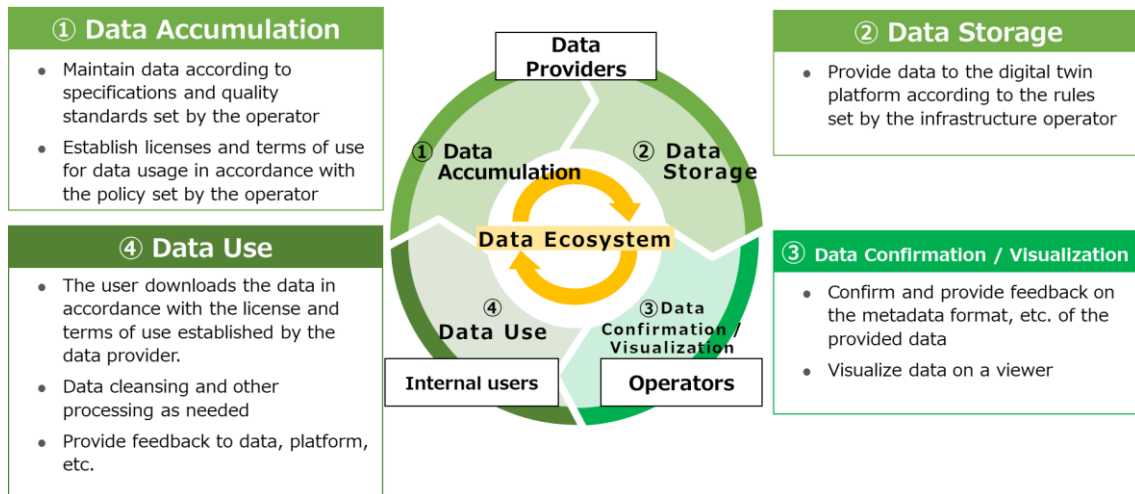 ① Data Accumulation
● Maintain data according to
specifications and quality
standards set by the operator
● Establish licenses and terms of use
for data usage in accordance with
the policy set by the operator
Data
Providers
② Data Storage
● Provide data to the digital twin
platform according to the rules
set by the infrastructure operator
① Data
Accumulation
② Data
Storage
Data Ecosystem
④
Data Use
③ Data
Confirmation /
Visualization
Internal users
Operators
④ Data Use
● The user downloads the data in
accordance with the license and
terms of use established by the
data provider.
● Data cleansing and other
processing as needed
● Provide feedback to data, platform,
etc.
③ Data Confirmation / Visualization
● Confirm and provide feedback on
the metadata format, etc. of the
provided data
● Visualize data on a viewer